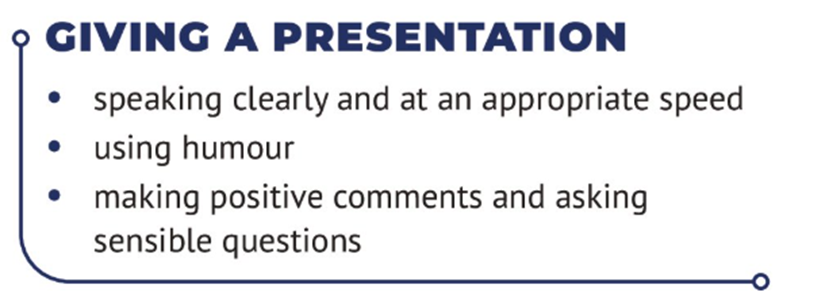 GIVING A PRESENTATION
• speaking clearly and at an appropriate speed
• using humour
• making positive comments and asking
sensible questions